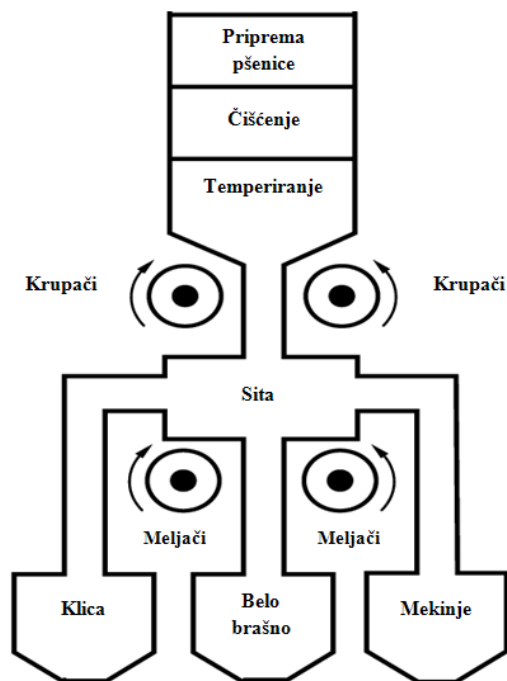 Priprema
pšenice
Čišćenje
Temperiranje
Krupači
Krupači
Sita
Meljači
Meljači
Klica
Belo
brašno
Mekinje